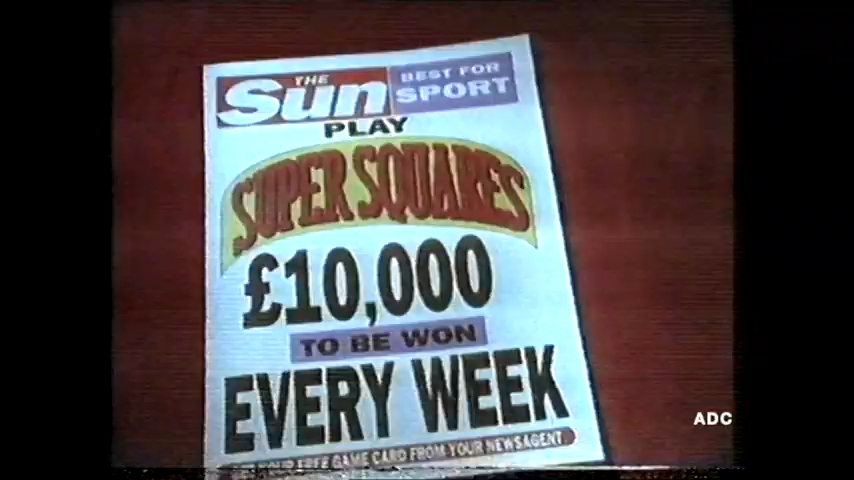 THE
Sun
BEST FOR
SPORT
PLAY
SUPER SQUARES
£10,000
TO BE WON
EVERY WEEK
YOUR FREE GAME CARD FROM YOUR NEWSAGENT
ADC